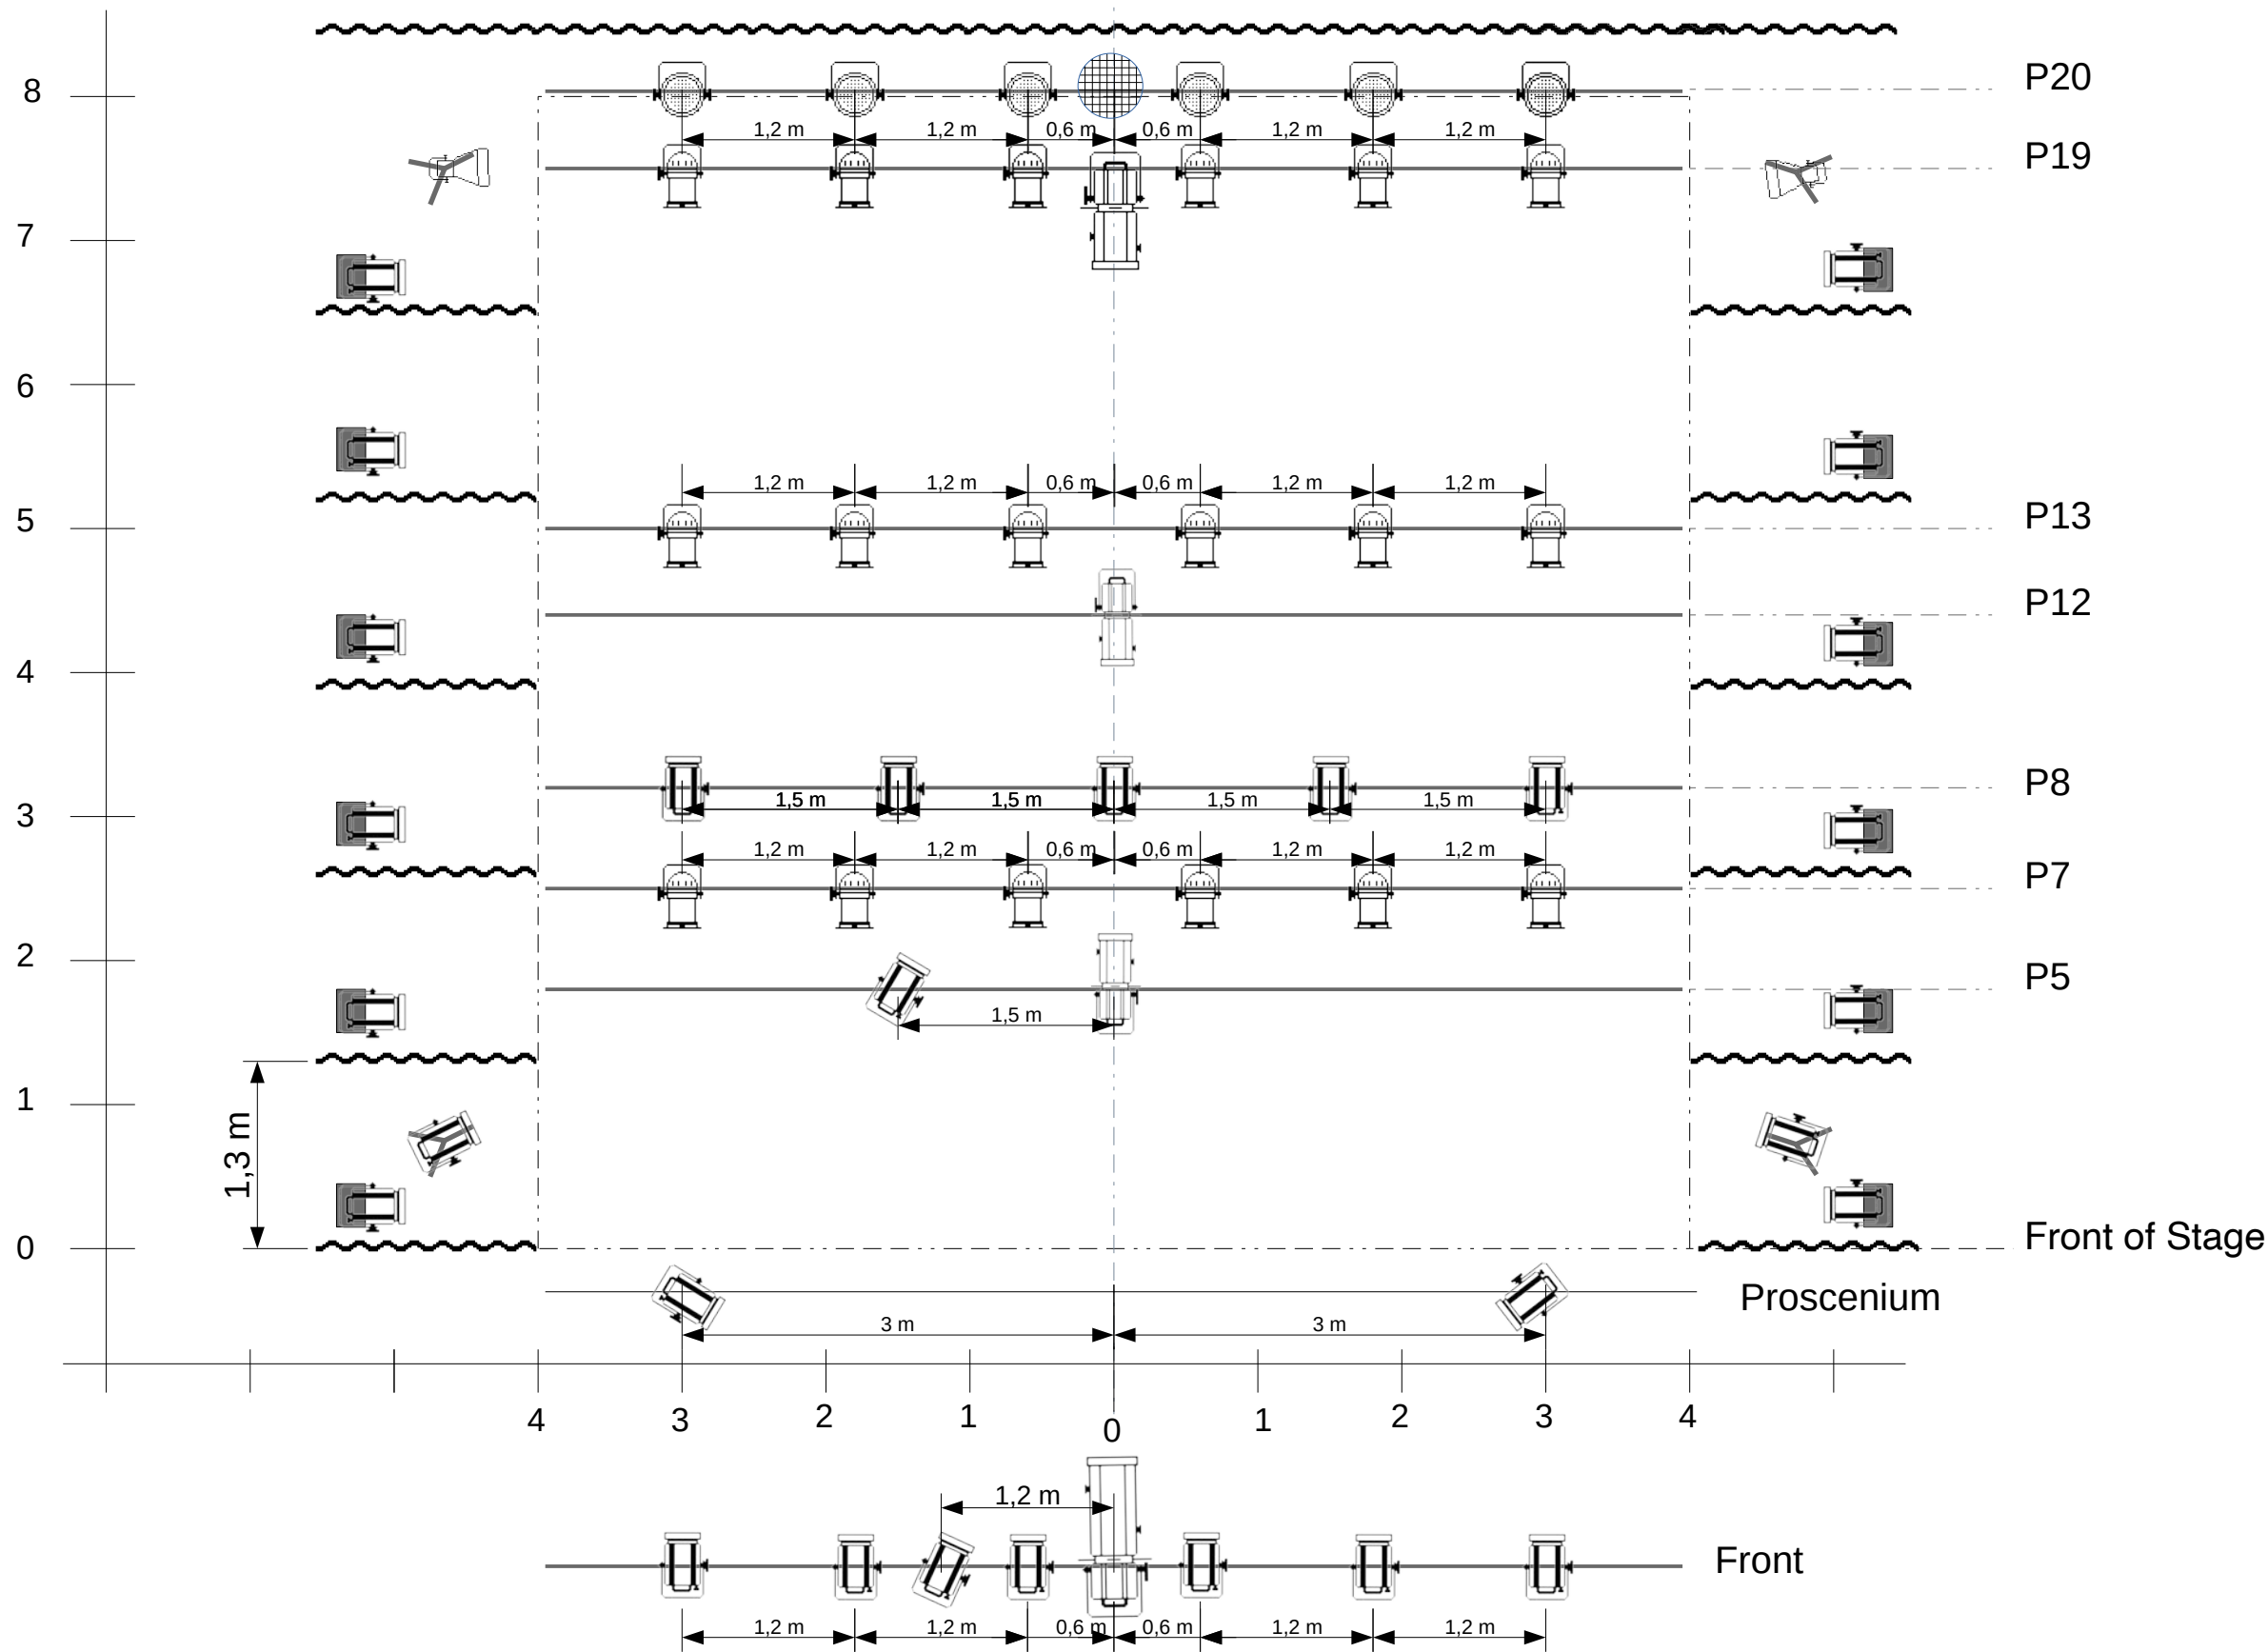 P20
8
1,2 m 1,2 m 0,6 m 0,6 m 1,2 m 1,2 m
P19
7
6
1,2 m 1,2 m 0,6 m 0,6 m 1,2 m 1,2 m
5
P13
P12
4
P8
1,5 m 1,5 m 1,5 m 1,5 m
3
1,2 m 1,2 m 0,6 m 0,6 m 1,2 m 1,2 m
P7
2
P5
1,5 m
1
1,3 m
0
Front of Stage
Proscenium
3 m 3 m
4 3 2 1 0 1 2 3 4
1,2 m
Front
1,2 m 1,2 m 0,6 m 0,6 m 1,2 m 1,2 m